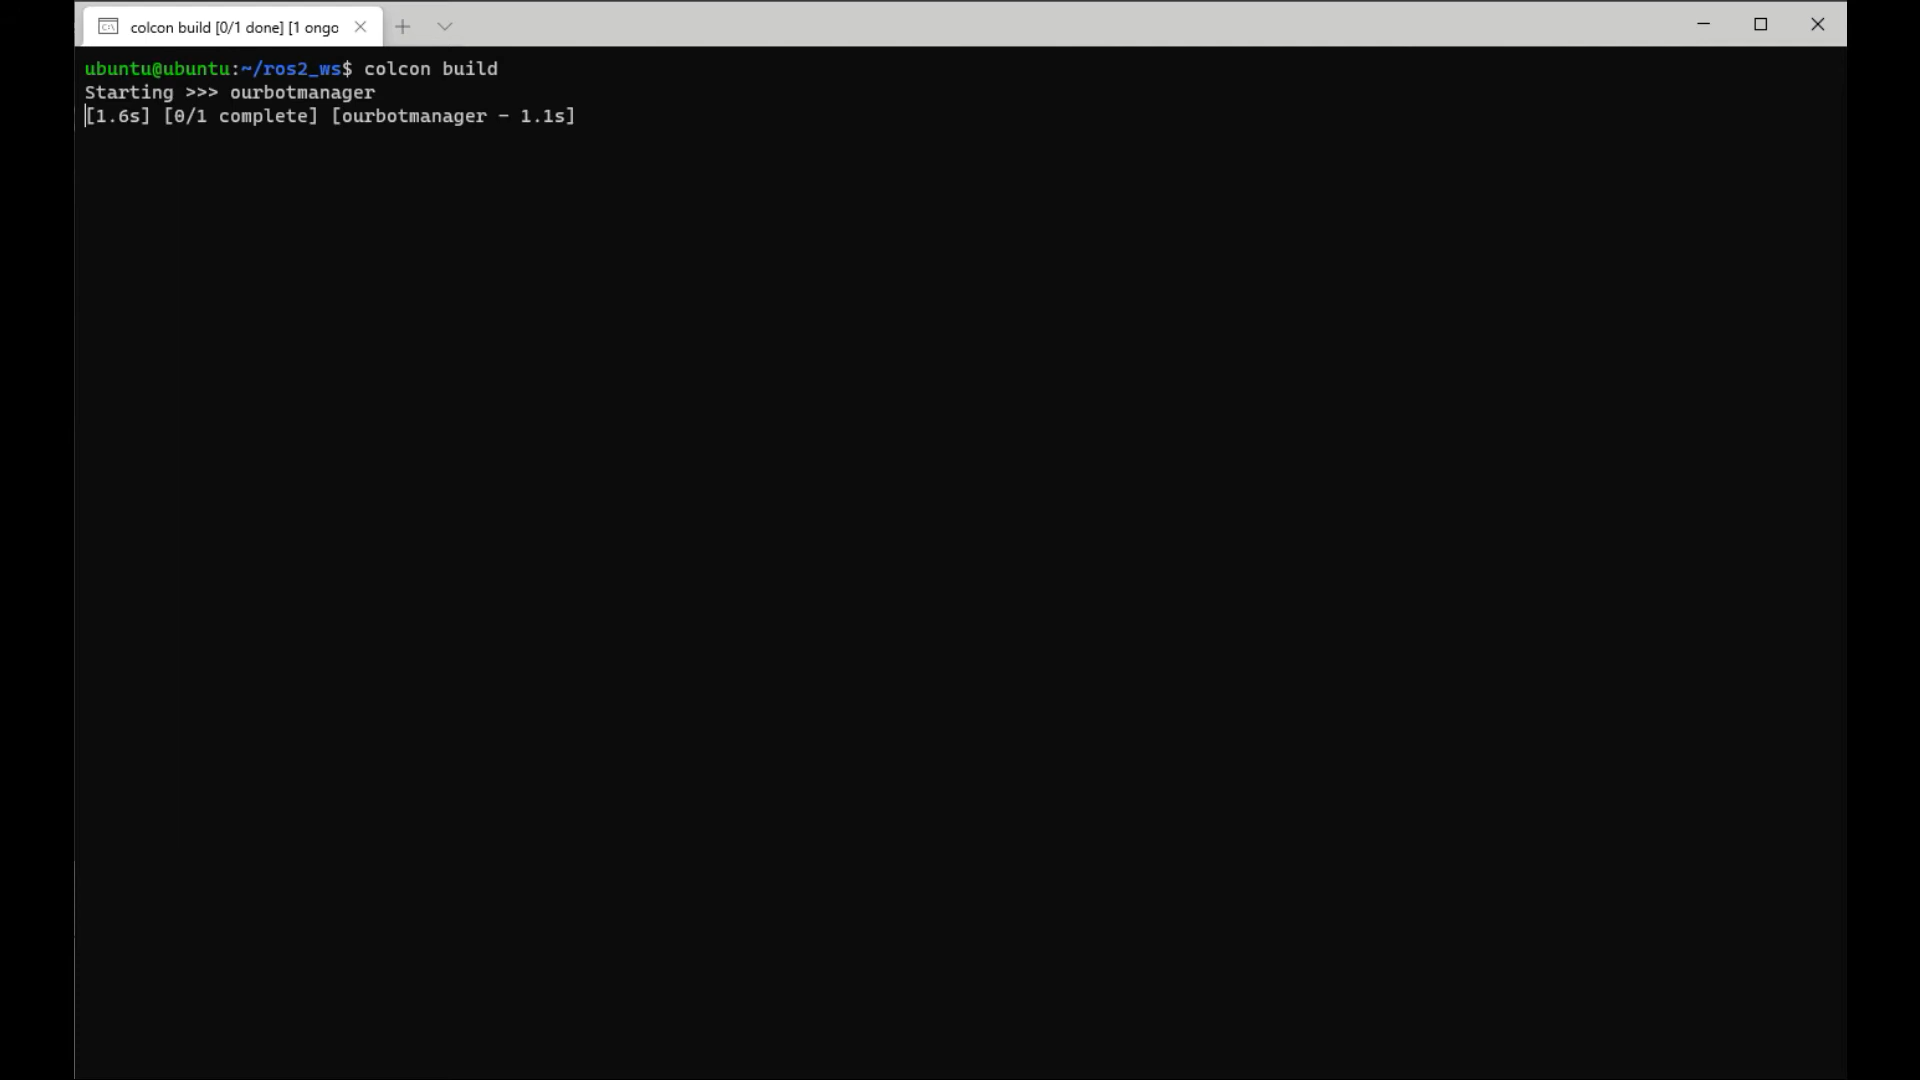 colcon build [0/1 done] [1 ongo
ubuntu@ubuntu:~/ros2_ws$ colcon build
Starting >>> ourbotmanager
[1.6s] [0/1 complete] [ourbotmanager - 1.1s]